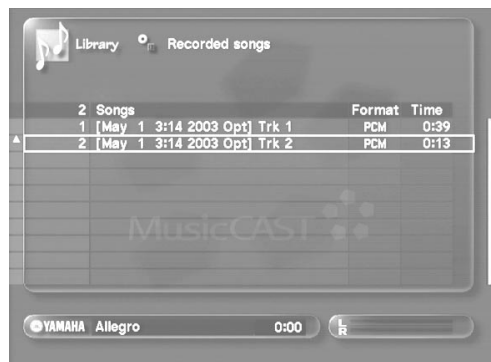 Library Recorded songs
2 Songs Format Time
1 [May 1 3:14 2003 Opt] Trk 1 PCM 0:39
2 [May 1 3:14 2003 Opt] Trk 2 PCM 0:13
MusicCAST
YAMAHA Allegro 0:00 L
R